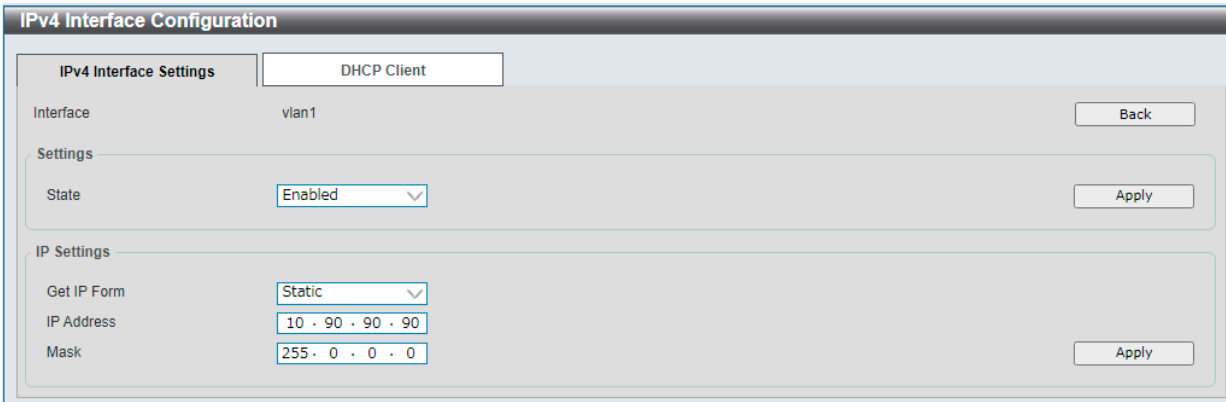 IPv4 Interface Configuration
IPv4 Interface Settings DHCP Client
Interface vlan1 Back
Settings
State Enabled Apply
IP Settings
Get IP Form Static
IP Address 10 . 90 . 90 . 90
Mask 255 . 0 . 0 . 0 Apply